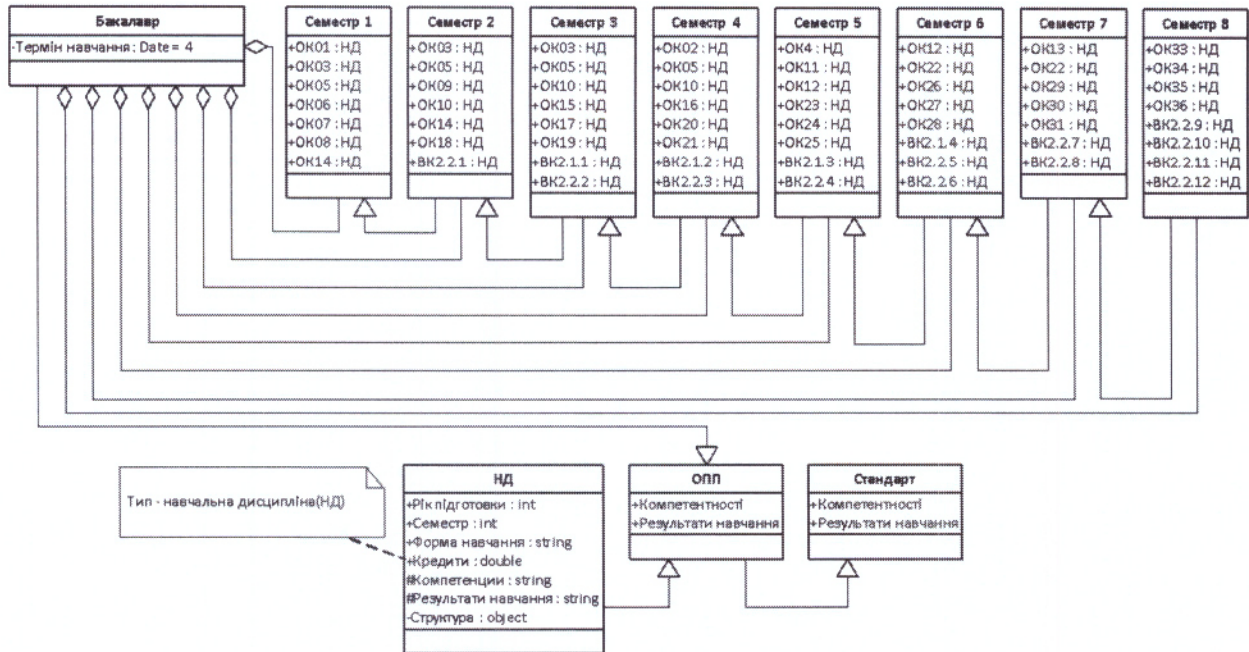 Бакалавр
-Термін навчання : Date = 4
Семестр 1
+ОК01 : НД
+ОК03 : НД
+ОК05 : НД
+ОК06 : НД
+ОК07 : НД
+ОК08 : НД
+ОК14 : НД
Семестр 2
+ОК03 : НД
+ОК05 : НД
+ОК09 : НД
+ОК10 : НД
+ОК14 : НД
+ОК18 : НД
+ВК2.2.1 : НД
Семестр 3
+ОК03 : НД
+ОК05 : НД
+ОК10 : НД
+ОК15 : НД
+ОК17 : НД
+ОК19 : НД
+ВК2.1.1 : НД
+ВК2.2.2 : НД
Семестр 4
+ОК02 : НД
+ОК05 : НД
+ОК10 : НД
+ОК16 : НД
+ОК20 : НД
+ОК21 : НД
+ВК2.1.2 : НД
+ВК2.2.3 : НД
Семестр 5
+ОК4 : НД
+ОК11 : НД
+ОК12 : НД
+ОК23 : НД
+ОК24 : НД
+ОК25 : НД
+ВК2.1.3 : НД
+ВК2.2.4 : НД
Семестр 6
+ОК12 : НД
+ОК22 : НД
+ОК26 : НД
+ОК27 : НД
+ОК28 : НД
+ВК2.1.4 : НД
+ВК2.2.5 : НД
+ВК2.2.6 : НД
Семестр 7
+ОК13 : НД
+ОК22 : НД
+ОК29 : НД
+ОК30 : НД
+ОК31 : НД
+ВК2.2.7 : НД
+ВК2.2.8 : НД
Семестр 8
+ОК33 : НД
+ОК34 : НД
+ОК35 : НД
+ОК36 : НД
+ВК2.2.9 : НД
+ВК2.2.10 : НД
+ВК2.2.11 : НД
+ВК2.2.12 : НД
Тип - навчальна дисципліна(НД)
НД
+Рік підготовки : int
+Семестр : int
+Форма навчання : string
+Кредити : double
#Компетенции : string
#Результати навчання : string
-Структура : object
ОПП
+Компетентності
+Результати навчання
Стандарт
+Компетентності
+Результати навчання